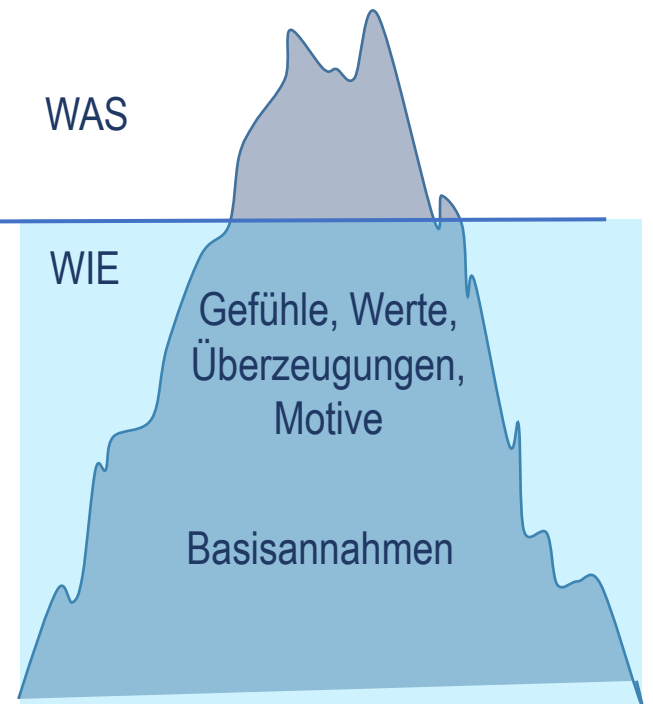 WAS
WIE
Gefühle, Werte,
Überzeugungen,
Motive
Basisannahmen